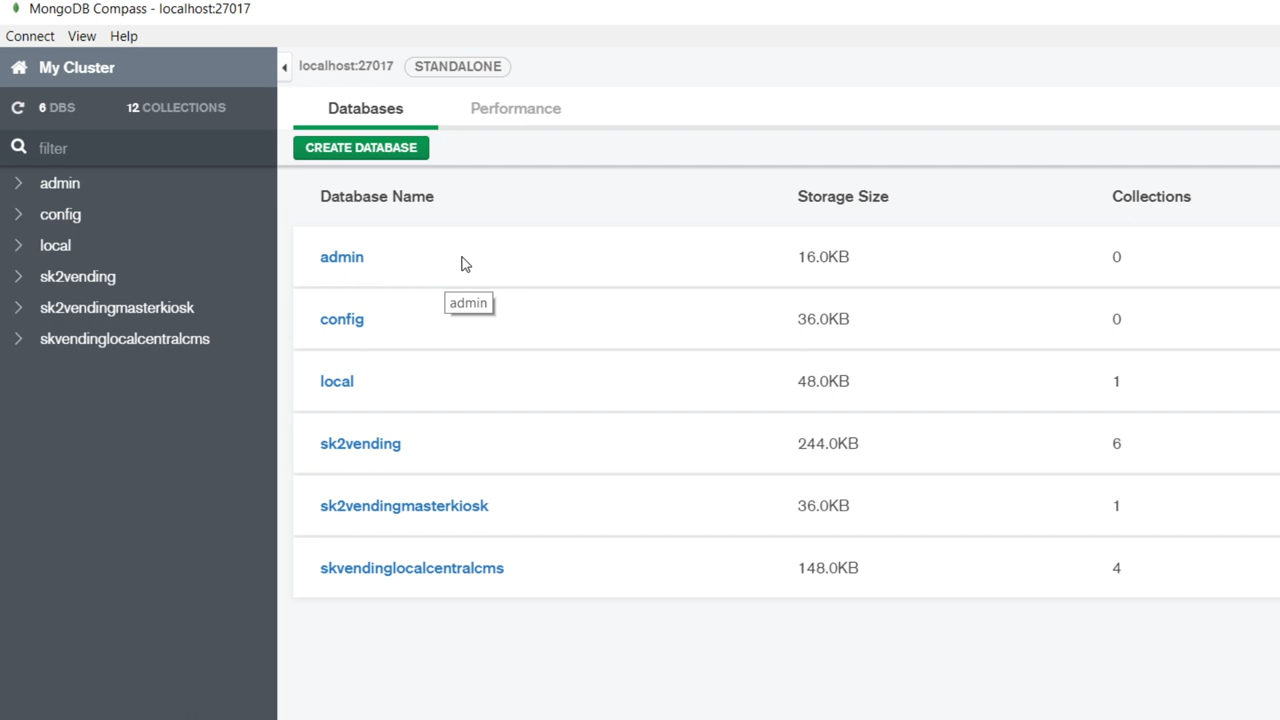 MongoDB Compass - localhost:27017
Connect View Help
My Cluster
localhost:27017 STANDALONE
6 DBS 12 COLLECTIONS
Databases Performance
filter
CREATE DATABASE
admin
config
local
sk2vending
sk2vendingmasterkiosk
skvendinglocalcentralcms
Database Name Storage Size Collections
admin 16.0KB 0
admin
config 36.0KB 0
local 48.0KB 1
sk2vending 244.0KB 6
sk2vendingmasterkiosk 36.0KB 1
skvendinglocalcentralcms 148.0KB 4